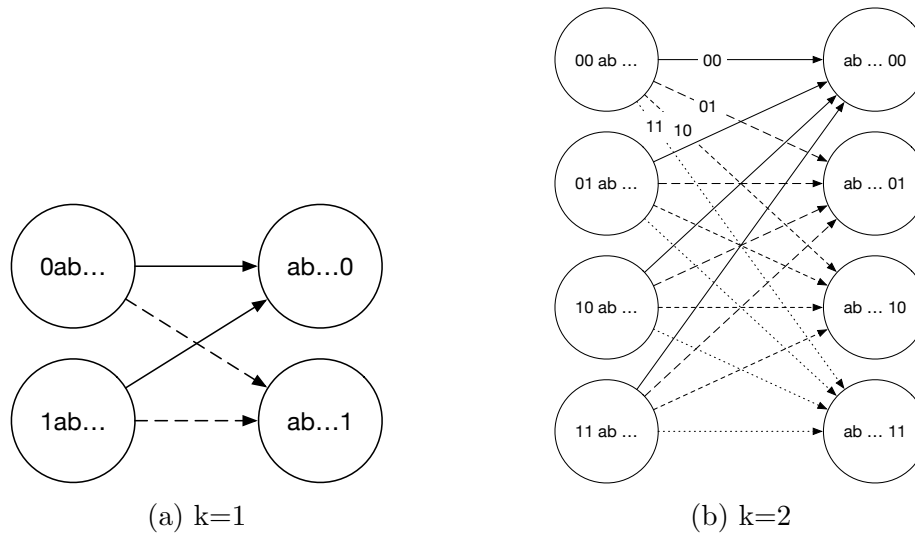 0ab...
ab...0
1ab...
ab...1
(a) k=1
00 ab ...
00
ab ... 00
01
11
10
01 ab ...
ab ... 01
10 ab ...
ab ... 10
11 ab ...
ab ... 11
(b) k=2